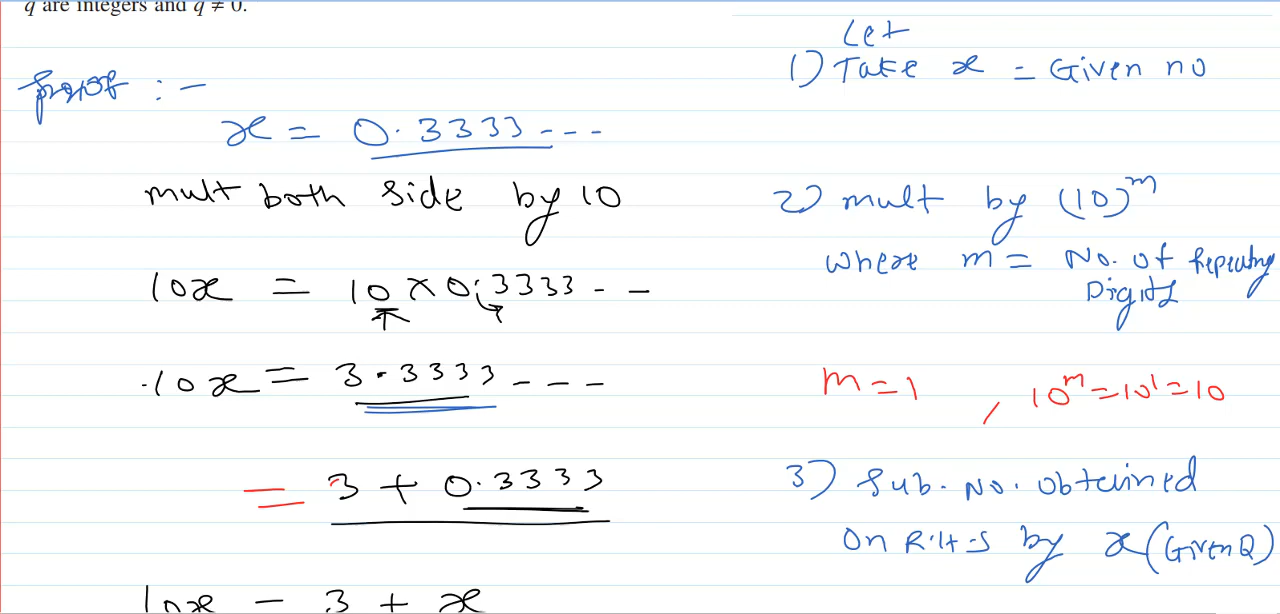 q are integers and q ≠ 0.
proof :-
x = 0.3333---
mult both side by 10
10x = 10 × 0.3333--
10x = 3.3333---
= 3 + 0.3333
10x = 3 + x
Let
1) Take x = Given no
2) mult by (10)^m
where m = No. of Repeating
Digits
m = 1 , 10^m = 10^1 = 10
3) Sub. No. obtained
On R.H.S by x (Given Q)